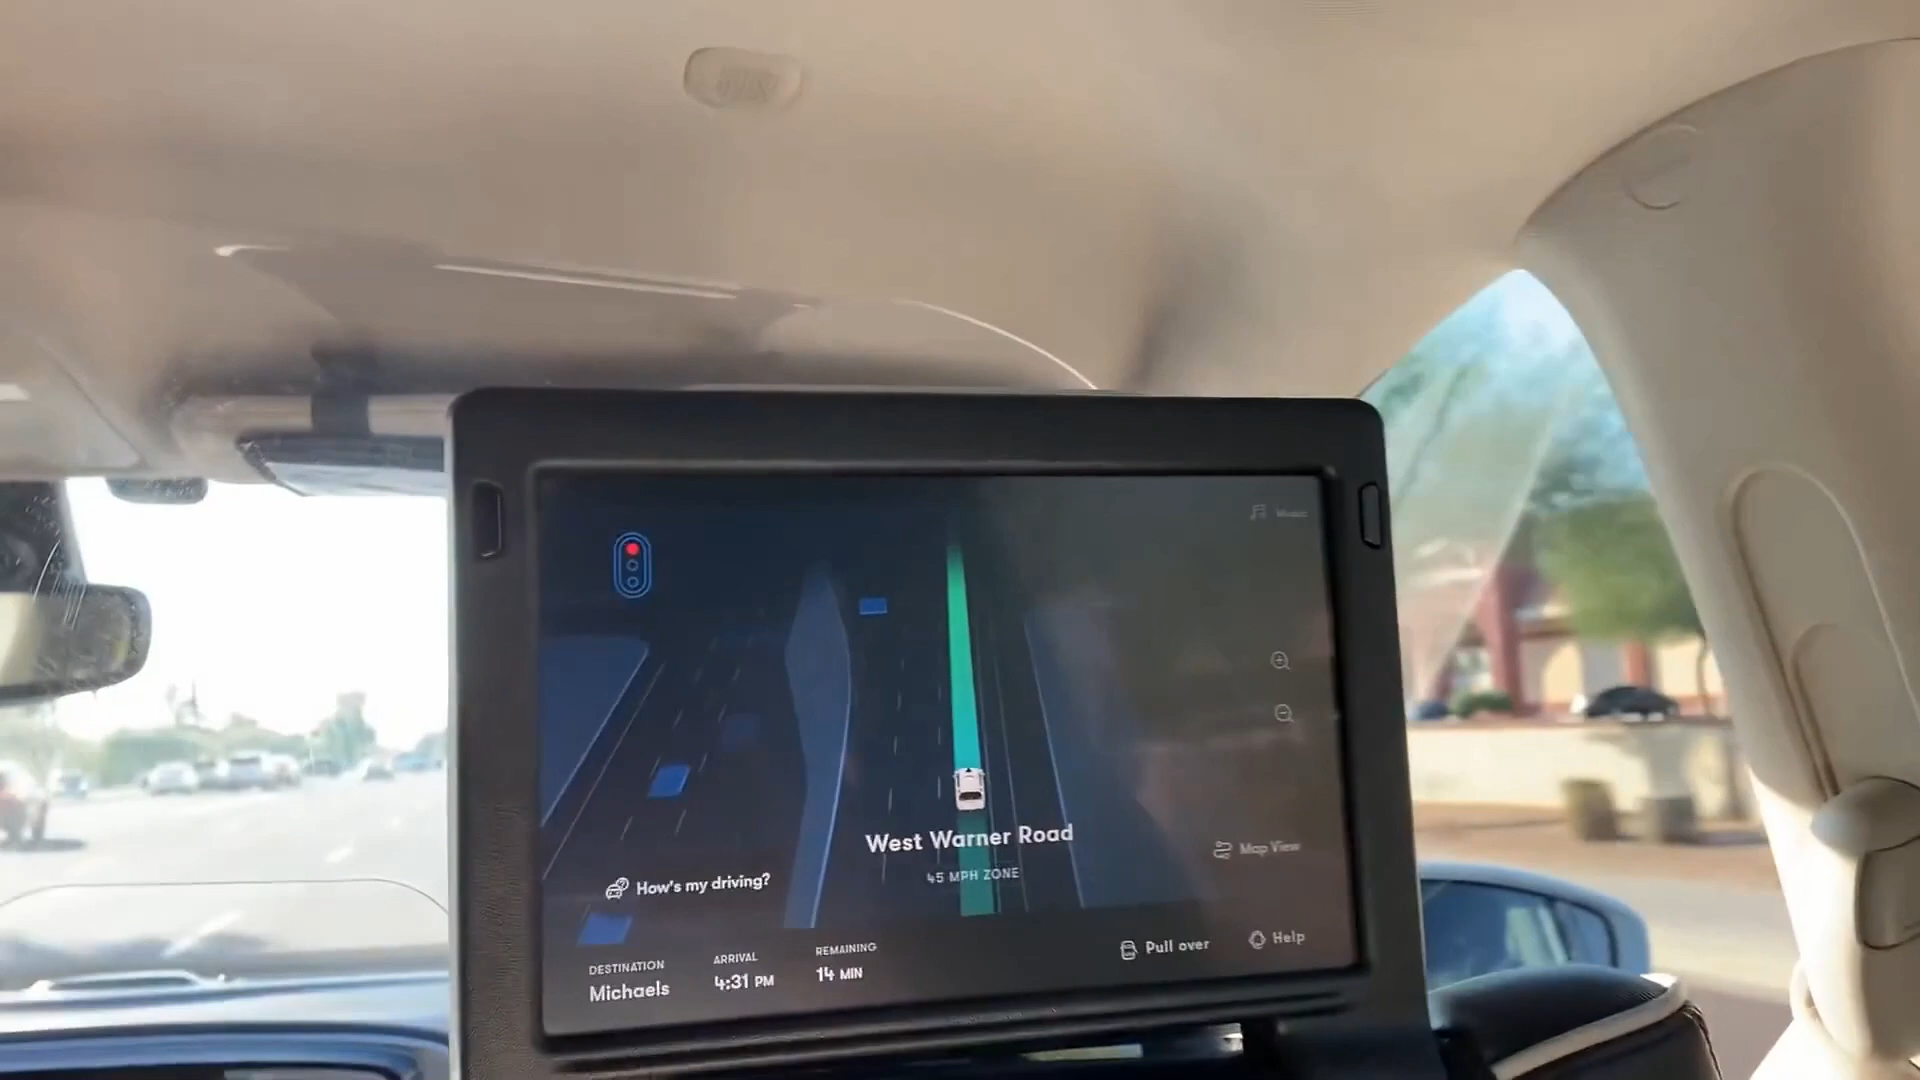 Music
West Warner Road
45 MPH ZONE
Map View
How's my driving?
DESTINATION
Michaels
ARRIVAL
4:31 PM
REMAINING
14 MIN
Pull over
Help